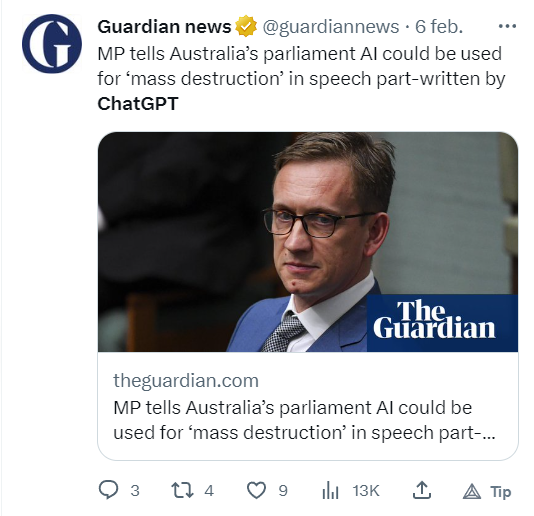 Guardian news @guardiannews · 6 feb.
MP tells Australia’s parliament AI could be used
for ‘mass destruction’ in speech part-written by
ChatGPT
The
Guardian
theguardian.com
MP tells Australia’s parliament AI could be
used for ‘mass destruction’ in speech part-...
3 4 9 13K Tip